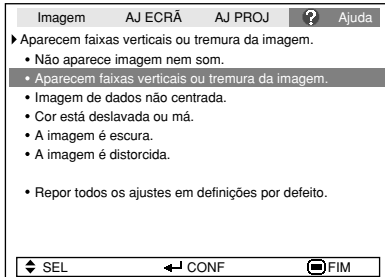 Imagem AJ ECRÃ AJ PROJ ? Ajuda
Aparecem faixas verticais ou tremura da imagem.
• Não aparece imagem nem som.
• Aparecem faixas verticais ou tremura da imagem.
• Imagem de dados não centrada.
• Cor está deslavada ou má.
• A imagem é escura.
• A imagem é distorcida.
• Repor todos os ajustes em definições por defeito.
SEL CONF FIM